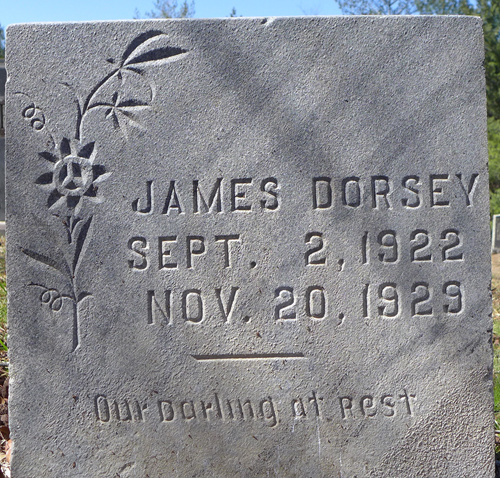 JAMES DORSEY
SEPT. 2, 1922
NOV. 20, 1929
Our Darling at Rest